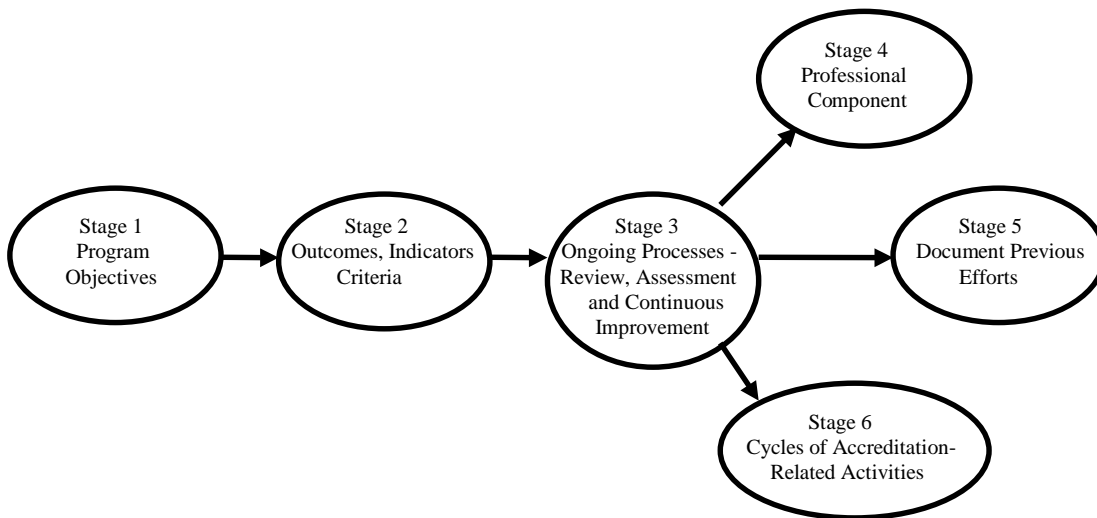 Stage 1
Program
Objectives
Stage 2
Outcomes, Indicators
Criteria
Stage 3
Ongoing Processes -
Review, Assessment
and Continuous
Improvement
Stage 4
Professional
Component
Stage 5
Document Previous
Efforts
Stage 6
Cycles of Accreditation-
Related Activities